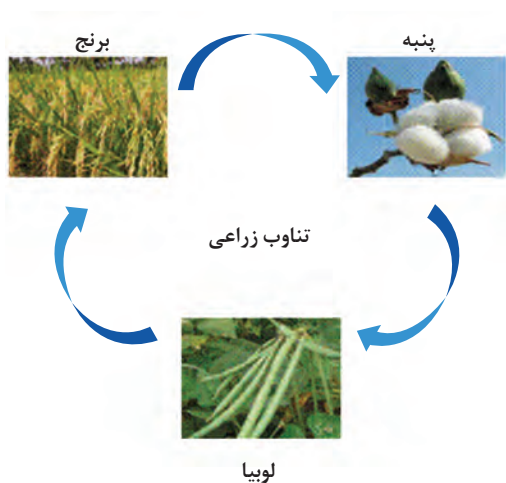 پنبه
برنج
تناوب زراعی
لوبیا